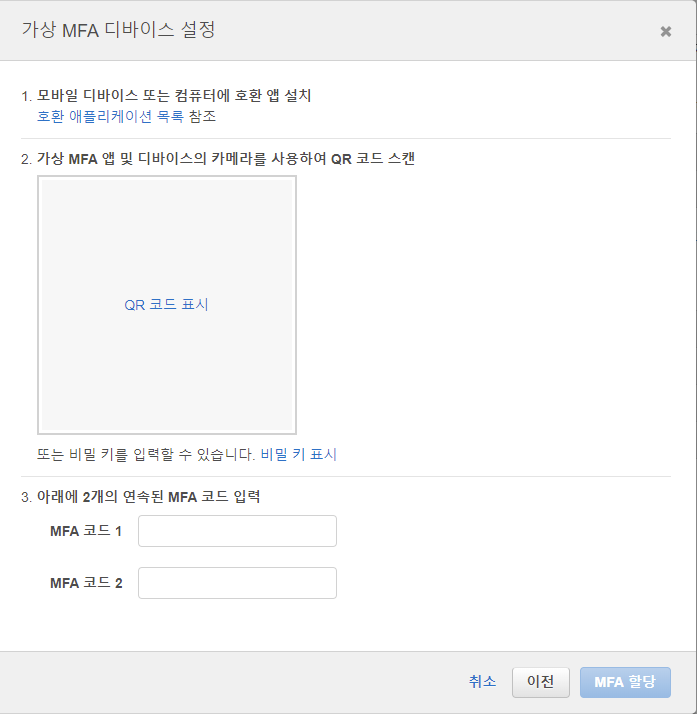 가상 MFA 디바이스 설정
1. 모바일 디바이스 또는 컴퓨터에 호환 앱 설치
호환 애플리케이션 목록 참조
2. 가상 MFA 앱 및 디바이스의 카메라를 사용하여 QR 코드 스캔
QR 코드 표시
또는 비밀 키를 입력할 수 있습니다. 비밀 키 표시
3. 아래에 2개의 연속된 MFA 코드 입력
MFA 코드 1
MFA 코드 2
취소 이전 MFA 할당